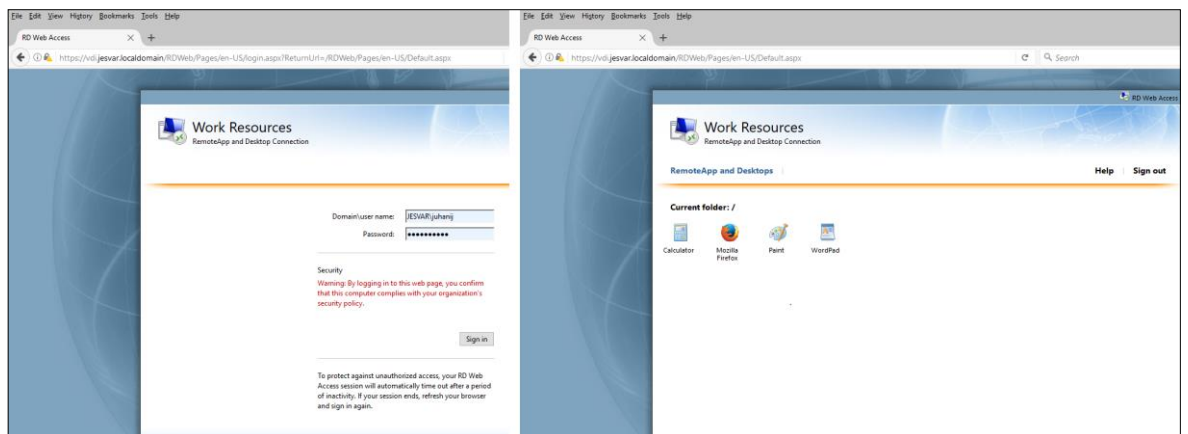 File Edit View History Bookmarks Tools Help
RD Web Access
https://vdi.jesvar.localdomain/RDWeb/Pages/en-US/login.aspx?ReturnUrl=/RDWeb/Pages/en-US/Default.aspx
Work Resources
RemoteApp and Desktop Connection
Domain\user name: JESVAR\juhanij
Password: ••••••••••
Security
Warning: By logging in to this web page, you confirm
that this computer complies with your organization's
security policy.
Sign in
To protect against unauthorized access, your RD Web
Access session will automatically time out after a period
of inactivity. If your session ends, refresh your browser
and sign in again.
File Edit View History Bookmarks Tools Help
RD Web Access
https://vdi.jesvar.localdomain/RDWeb/Pages/en-US/Default.aspx
Search
RD Web Access
Work Resources
RemoteApp and Desktop Connection
RemoteApp and Desktops
Help Sign out
Current folder: /
Calculator Mozilla Firefox Paint WordPad